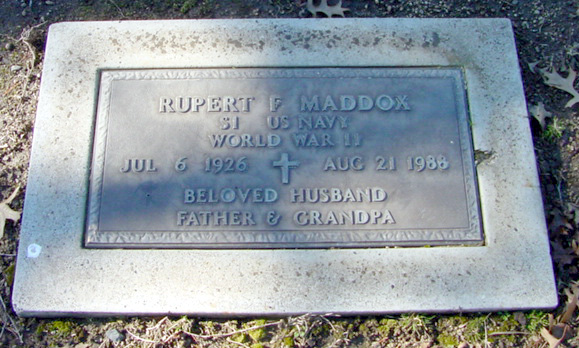 RUPERT F MADDOX
S1 US NAVY
WORLD WAR II
JUL 6 1926 AUG 21 1988
BELOVED HUSBAND
FATHER & GRANDPA